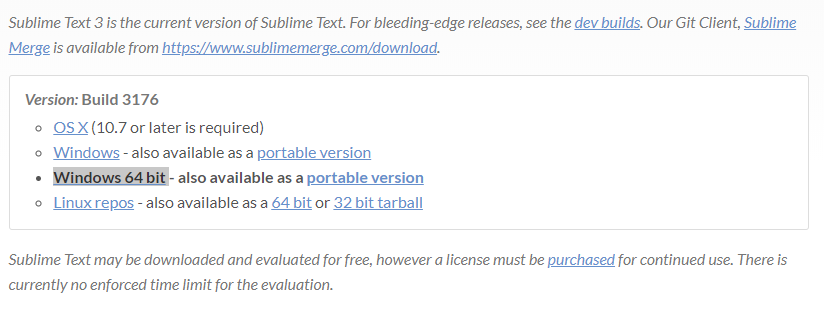 Sublime Text 3 is the current version of Sublime Text. For bleeding-edge releases, see the dev builds. Our Git Client, Sublime
Merge is available from https://www.sublimemerge.com/download.
Version: Build 3176
OS X (10.7 or later is required)
Windows - also available as a portable version
Windows 64 bit - also available as a portable version
Linux repos - also available as a 64 bit or 32 bit tarball
Sublime Text may be downloaded and evaluated for free, however a license must be purchased for continued use. There is
currently no enforced time limit for the evaluation.